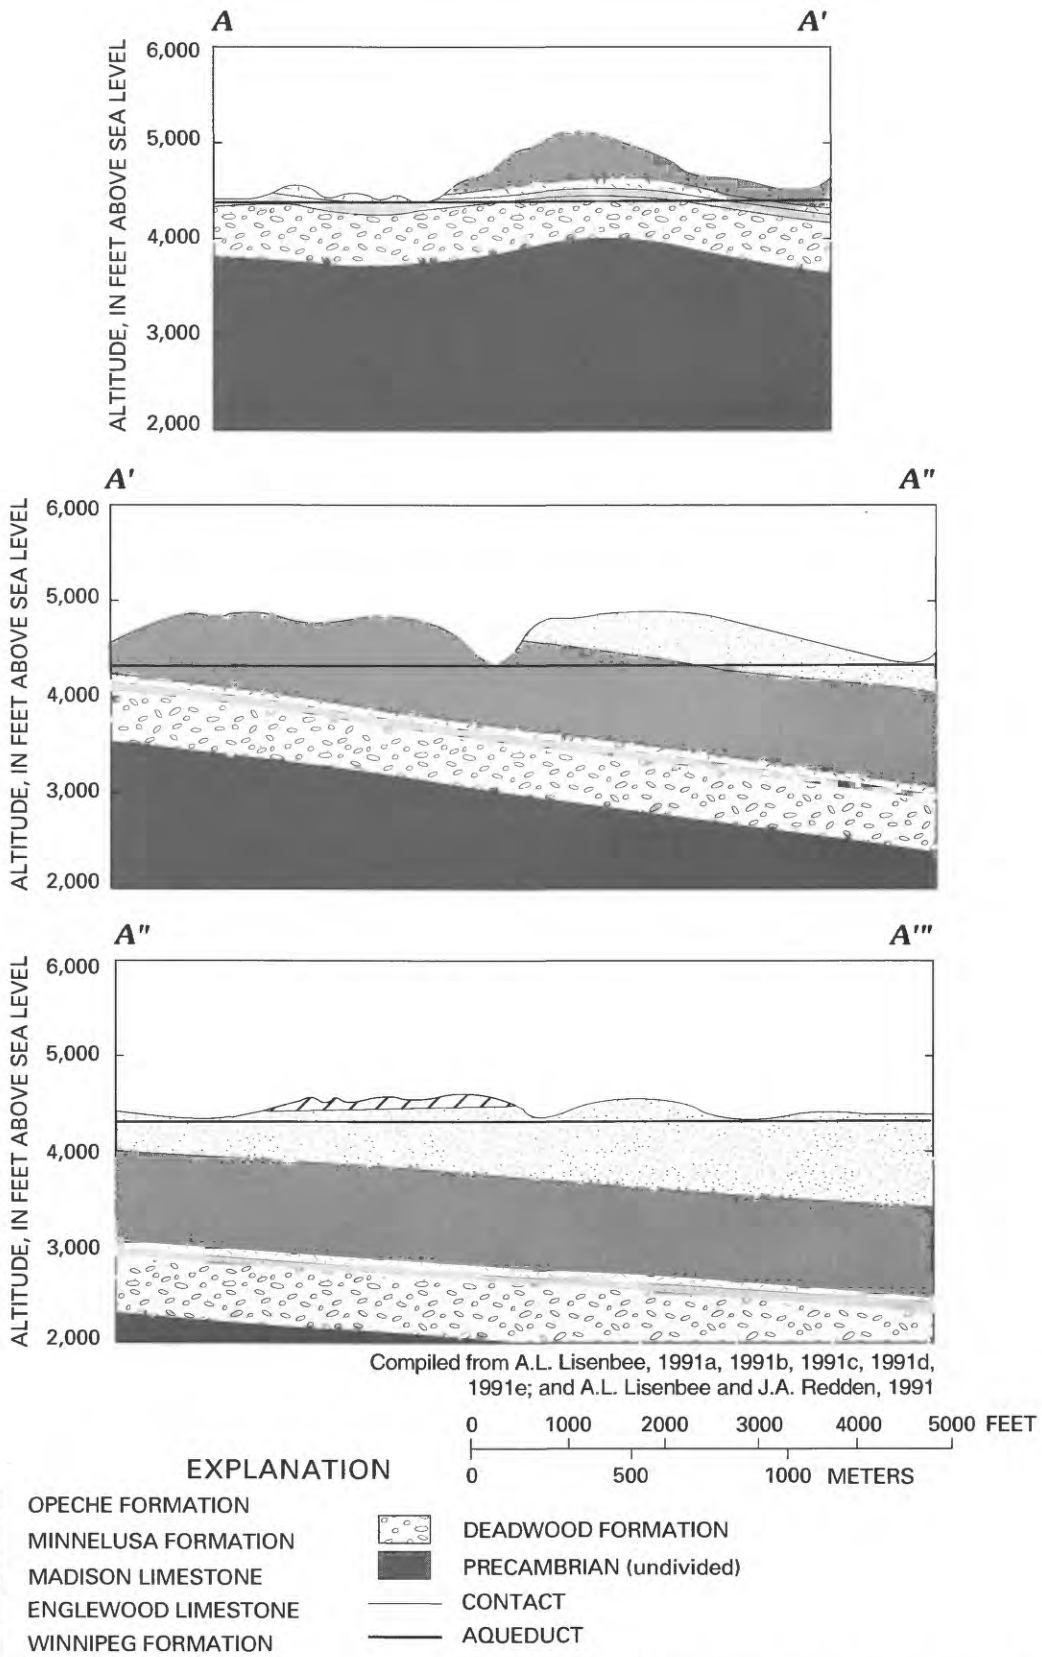 A A'
ALTITUDE, IN FEET ABOVE SEA LEVEL
6,000
5,000
4,000
3,000
2,000
A' A"
ALTITUDE, IN FEET ABOVE SEA LEVEL
6,000
5,000
4,000
3,000
2,000
A" A'"
ALTITUDE, IN FEET ABOVE SEA LEVEL
6,000
5,000
4,000
3,000
2,000
Compiled from A.L. Lisenbee, 1991a, 1991b, 1991c, 1991d,
1991e; and A.L. Lisenbee and J.A. Redden, 1991
0 1000 2000 3000 4000 5000 FEET
0 500 1000 METERS
EXPLANATION
OPECHE FORMATION
MINNELUSA FORMATION
MADISON LIMESTONE
ENGLEWOOD LIMESTONE
WINNIPEG FORMATION
DEADWOOD FORMATION
PRECAMBRIAN (undivided)
CONTACT
AQUEDUCT